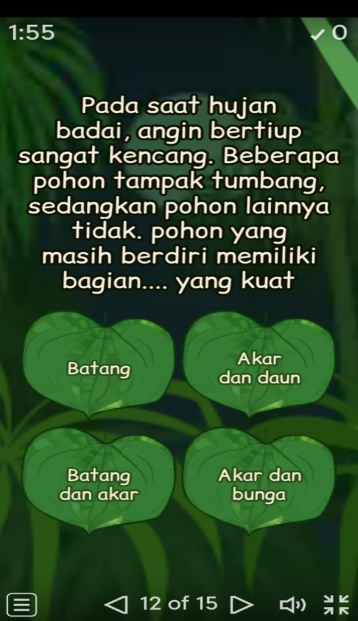 1:55
0
Pada saat hujan
badai, angin bertiup
sangat kencang. Beberapa
pohon tampak tumbang,
sedangkan pohon lainnya
tidak. pohon yang
masih berdiri memiliki
bagian.... yang kuat
Batang
Akar
dan daun
Batang
dan akar
Akar dan
bunga
12 of 15